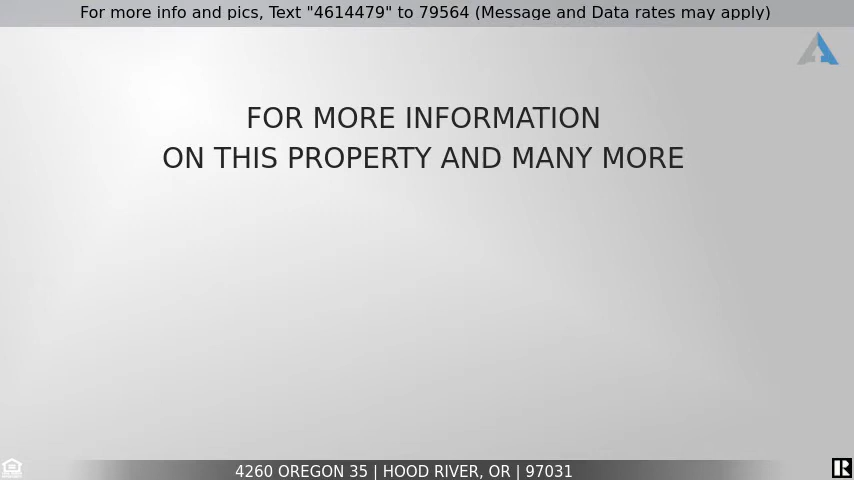 For more info and pics, Text "4614479" to 79564 (Message and Data rates may apply)
FOR MORE INFORMATION
ON THIS PROPERTY AND MANY MORE
4260 OREGON 35 | HOOD RIVER, OR | 97031